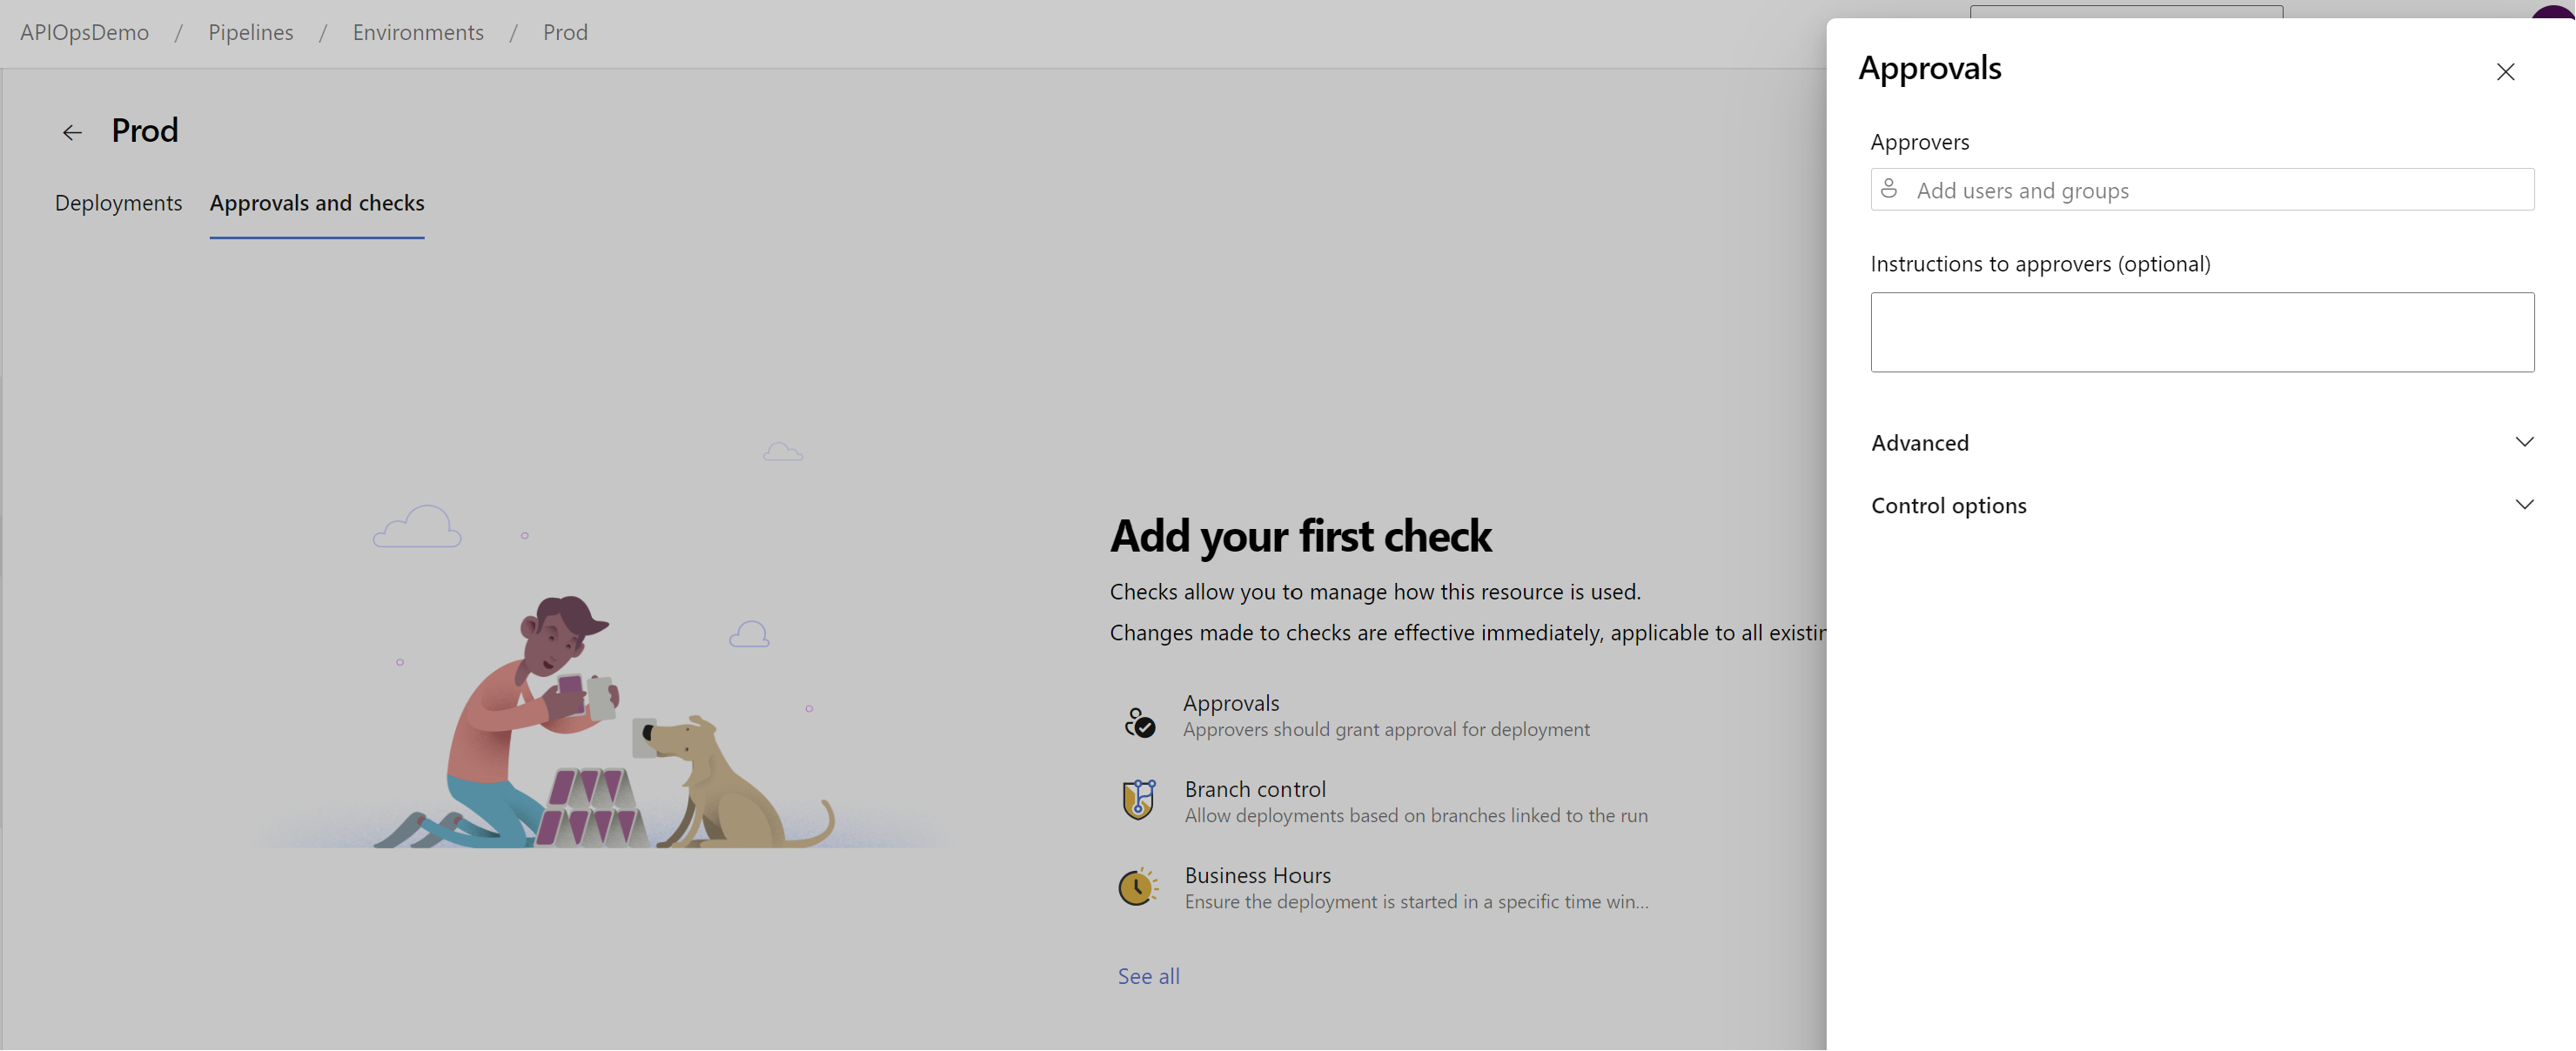 APIOpsDemo / Pipelines / Environments / Prod
Prod
Deployments Approvals and checks
Add your first check
Checks allow you to manage how this resource is used.
Changes made to checks are effective immediately, applicable to all existin
Approvals
Approvers should grant approval for deployment
Branch control
Allow deployments based on branches linked to the run
Business Hours
Ensure the deployment is started in a specific time win...
See all
Approvals
Approvers
Add users and groups
Instructions to approvers (optional)
Advanced
Control options